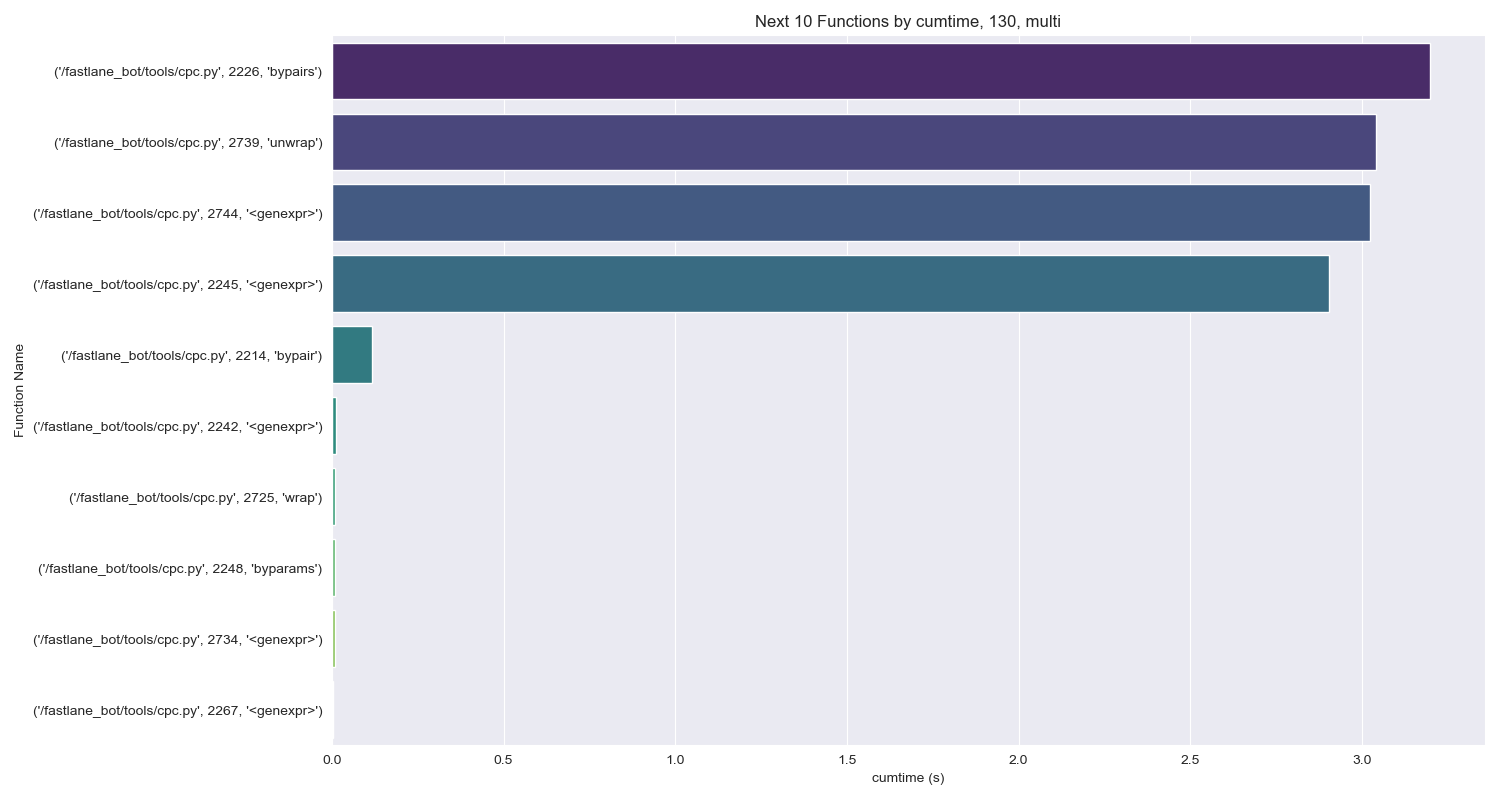 Next 10 Functions by cumtime, 130, multi
('/fastlane_bot/tools/cpc.py', 2226, 'bypairs')
('/fastlane_bot/tools/cpc.py', 2739, 'unwrap')
('/fastlane_bot/tools/cpc.py', 2744, '<genexpr>')
('/fastlane_bot/tools/cpc.py', 2245, '<genexpr>')
('/fastlane_bot/tools/cpc.py', 2214, 'bypair')
('/fastlane_bot/tools/cpc.py', 2242, '<genexpr>')
('/fastlane_bot/tools/cpc.py', 2725, 'wrap')
('/fastlane_bot/tools/cpc.py', 2248, 'byparams')
('/fastlane_bot/tools/cpc.py', 2734, '<genexpr>')
('/fastlane_bot/tools/cpc.py', 2267, '<genexpr>')
Function Name
0.0 0.5 1.0 1.5 2.0 2.5 3.0
cumtime (s)